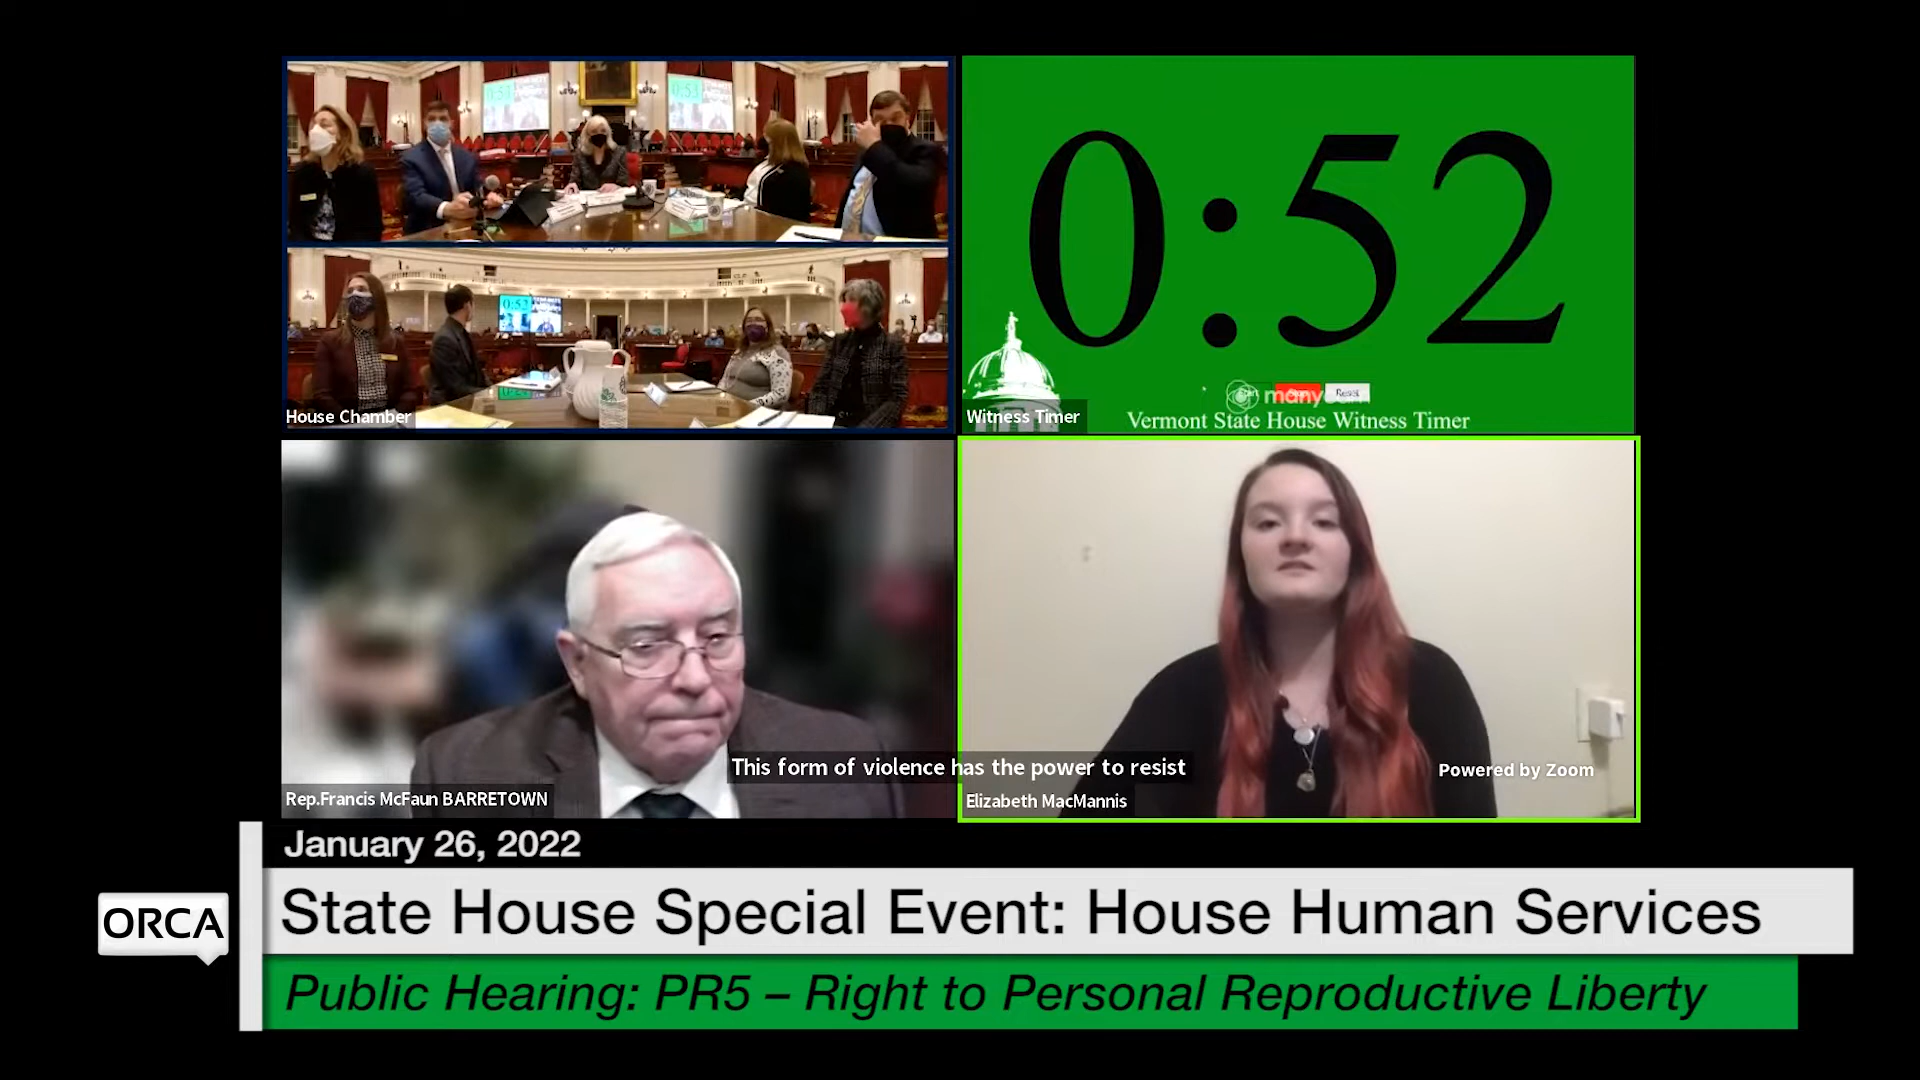 House Chamber
0:52
many
Reset
Witness Timer
Vermont State House Witness Timer
This form of violence has the power to resist
Rep.Francis McFaun BARRETOWN
Powered by Zoom
Elizabeth MacMannis
January 26, 2022
ORCA
State House Special Event: House Human Services
Public Hearing: PR5 – Right to Personal Reproductive Liberty